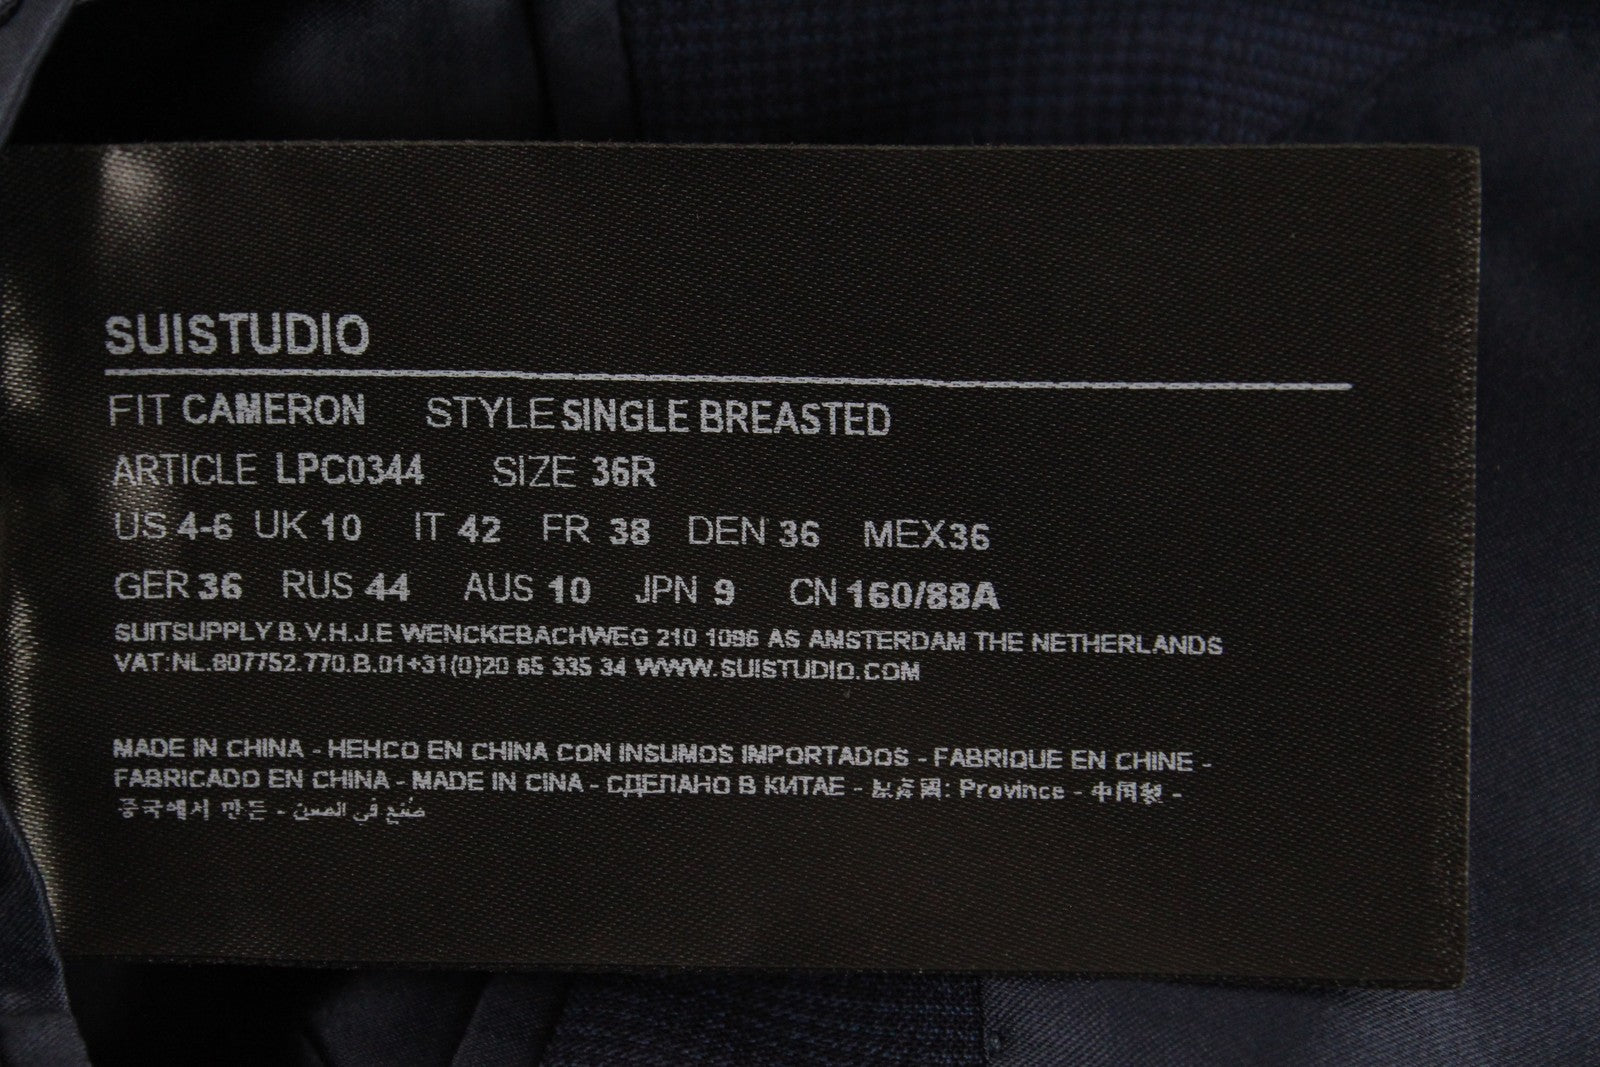 SUISTUDIO
FIT CAMERON STYLE SINGLE BREASTED
ARTICLE LPC0344 SIZE 36R
US 4-6 UK 10 IT 42 FR 38 DEN 36 MEX36
GER 36 RUS 44 AUS 10 JPN 9 CN 160/88A
SUITSUPPLY B.V.H.J.E WENCKEBACHWEG 210 1096 AS AMSTERDAM THE NETHERLANDS
VAT:NL.807752.770.B.01+31(0)20 65 335 34 WWW.SUISTUDIO.COM
MADE IN CHINA - HEHCO EN CHINA CON INSUMOS IMPORTADOS - FABRIQUE EN CHINE -
FABRICADO EN CHINA - MADE IN CINA - СДЕЛАНО В КИТАЕ - 原產國: Province - 中国製 -
중국에서 만든 - صُنع في الصين